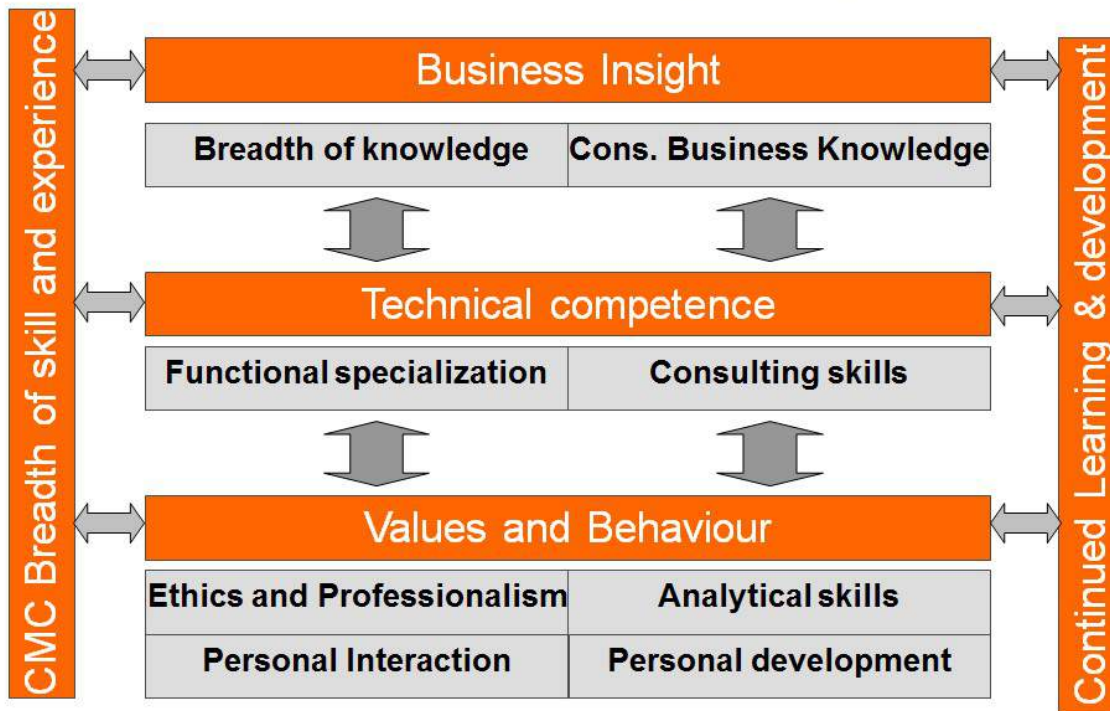 CMC Breadth of skill and experience
Business Insight
Breadth of knowledge
Cons. Business Knowledge
Technical competence
Functional specialization
Consulting skills
Values and Behaviour
Ethics and Professionalism
Analytical skills
Personal Interaction
Personal development
Continued Learning & development